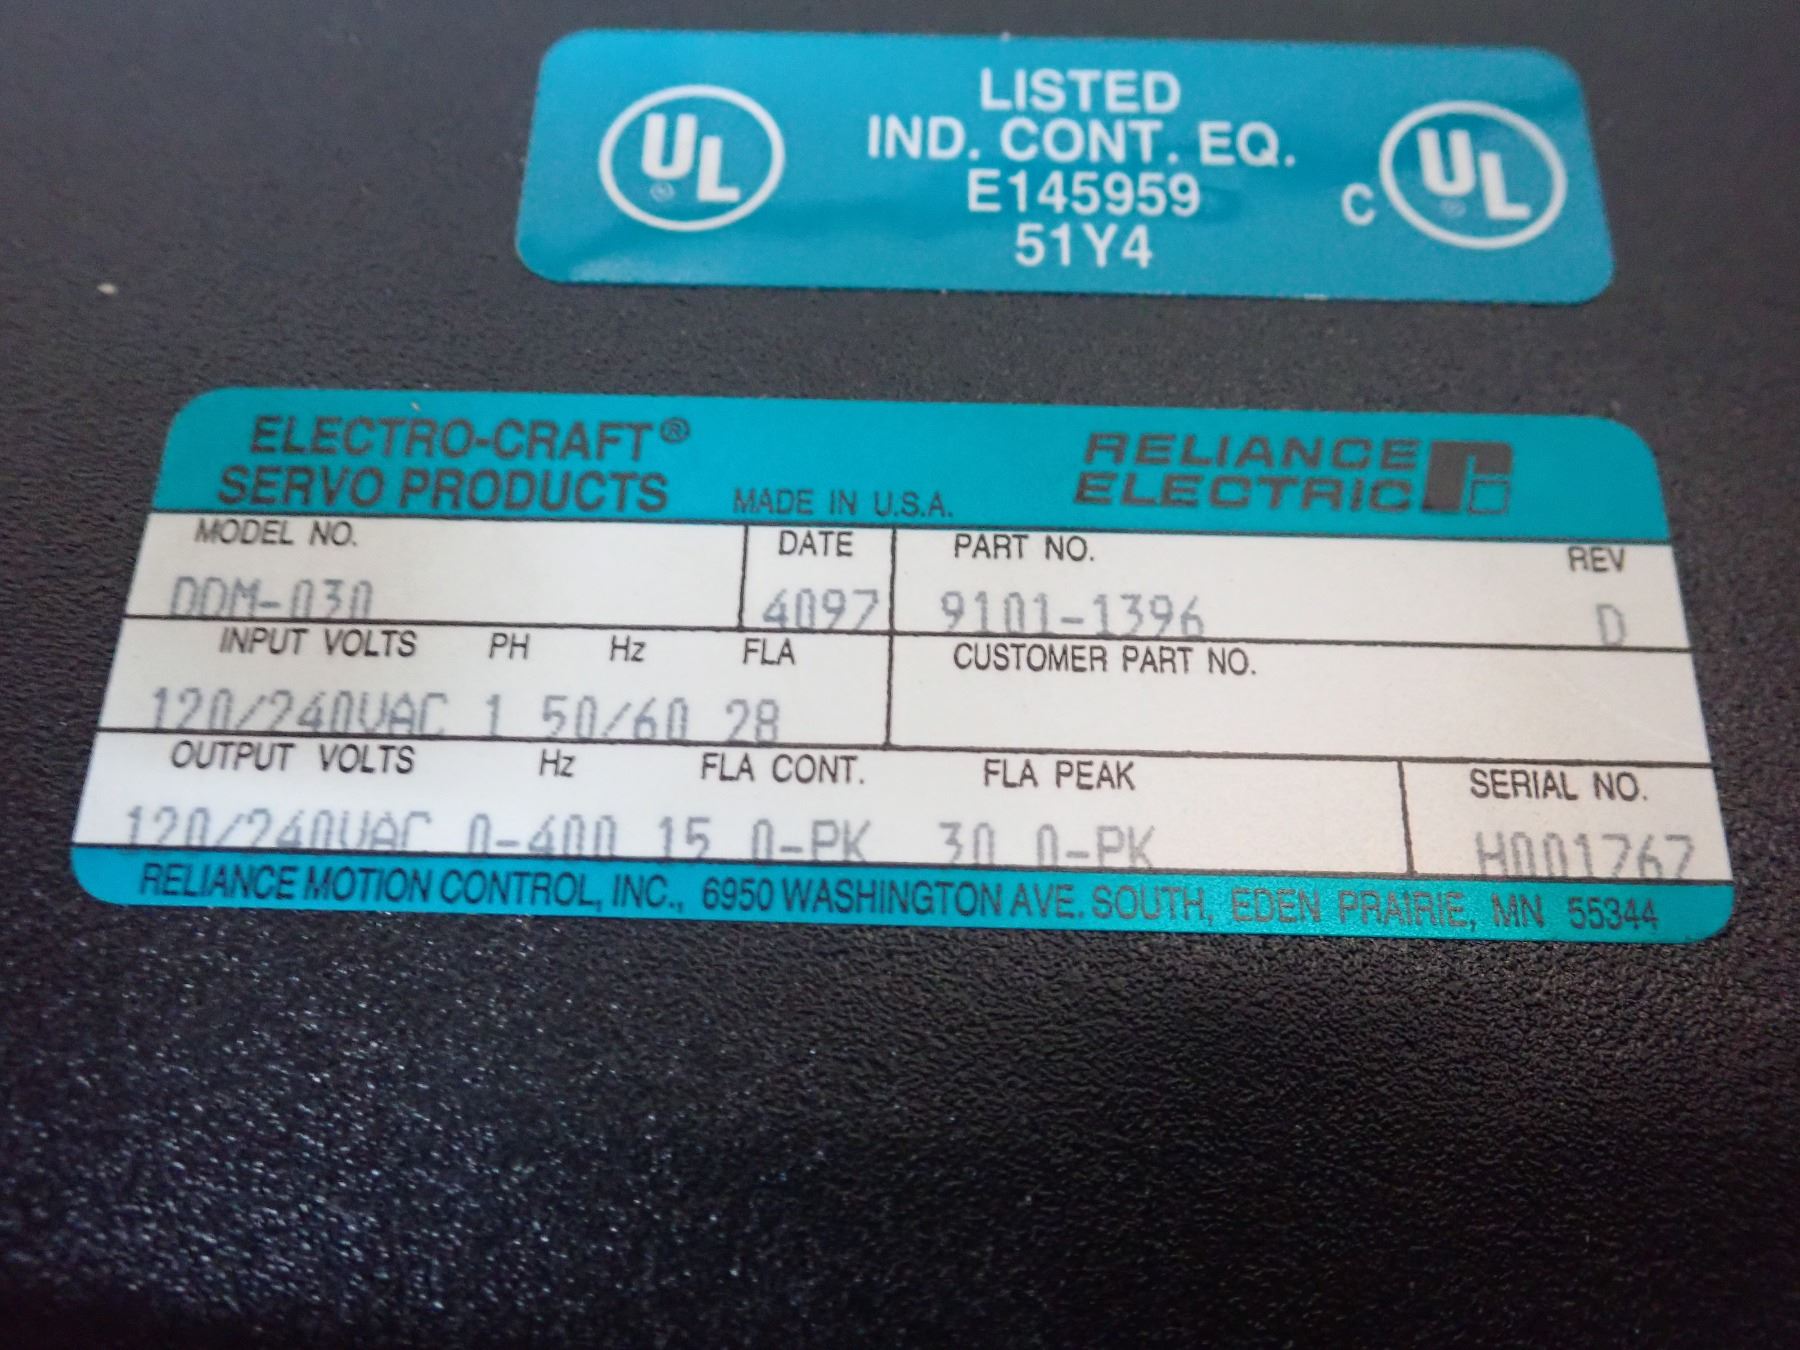 UL®
LISTED
IND. CONT. EQ.
E145959
51Y4
C UL®
ELECTRO-CRAFT®
SERVO PRODUCTS
MADE IN U.S.A.
RELIANCE
ELECTRIC
MODEL NO. DATE PART NO. REV
DDM-030 4097 9101-1396 D
INPUT VOLTS PH Hz FLA CUSTOMER PART NO.
120/240VAC 1 50/60 28
OUTPUT VOLTS Hz FLA CONT. FLA PEAK SERIAL NO.
120/240VAC 0-400 15 0-PK 30 0-PK H001767
RELIANCE MOTION CONTROL, INC., 6950 WASHINGTON AVE. SOUTH, EDEN PRAIRIE, MN 55344